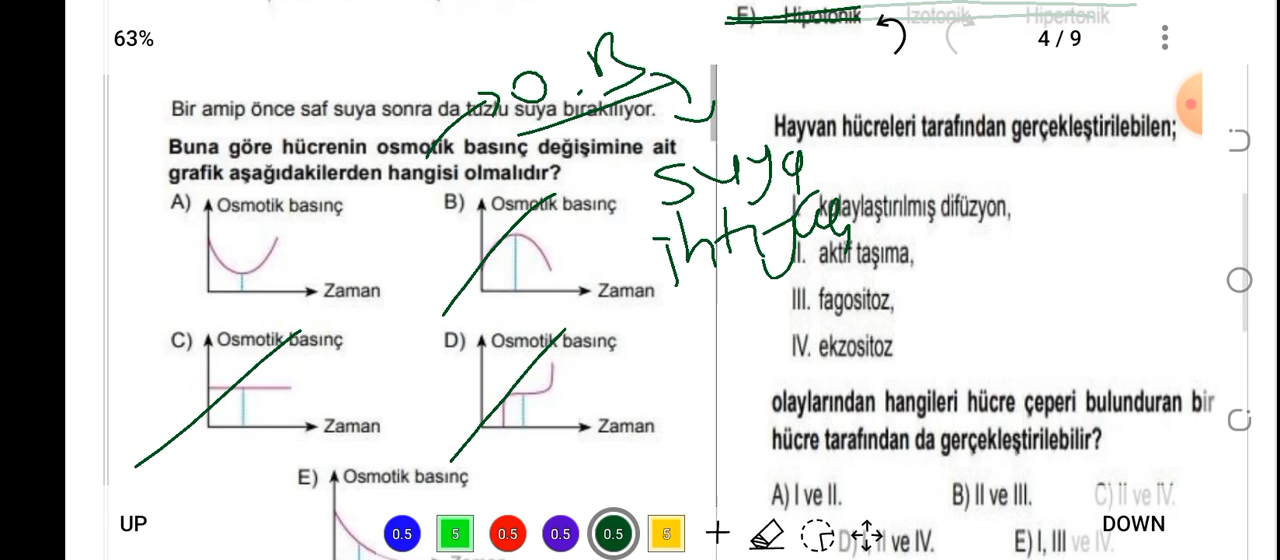 E) Hipotonik İzotonik Hipertonik
63%
4 / 9
Bir amip önce saf suya sonra da tuzlu suya bırakılıyor.
Buna göre hücrenin osmotik basınç değişimine ait
grafik aşağıdakilerden hangisi olmalıdır?
A) Osmotik basınç
Zaman
B) Osmotik basınç
Zaman
C) Osmotik basınç
Zaman
D) Osmotik basınç
Zaman
E) Osmotik basınç
O.B
suya
Hayvan hücreleri tarafından gerçekleştirilebilen;
I. kolaylaştırılmış difüzyon,
II. aktif taşıma,
III. fagositoz,
IV. ekzositoz
olaylarından hangileri hücre çeperi bulunduran bir
hücre tarafından da gerçekleştirilebilir?
A) I ve II.
B) II ve III.
C) II ve IV.
ve IV.
E) I, III ve IV.
UP
0.5
5
0.5
0.5
0.5
5
DOWN